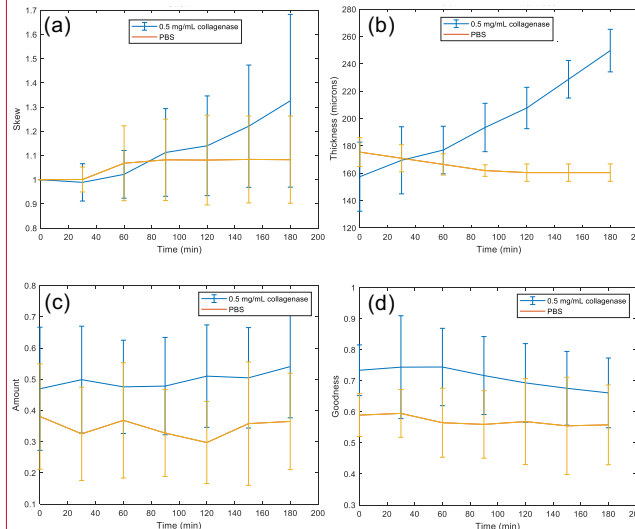 (a)
0.5 mg/mL collagenase
PBS
1.7
1.6
1.5
1.4
1.3
1.2
1.1
1
0.9
0.8
Skew
0 20 40 60 80 100 120 140 160 180 200
Time (min)
(b)
0.5 mg/mL collagenase
PBS
280
260
240
220
200
180
160
140
120
Thickness (microns)
0 20 40 60 80 100 120 140 160 180 200
Time (min)
(c)
0.5 mg/mL collagenase
PBS
0.8
0.7
0.6
0.5
0.4
0.3
0.2
0.1
Amount
0 20 40 60 80 100 120 140 160 180 200
Time (min)
(d)
0.5 mg/mL collagenase
PBS
1
0.9
0.8
0.7
0.6
0.5
0.4
0.3
Goodness
0 20 40 60 80 100 120 140 160 180 200
Time (min)